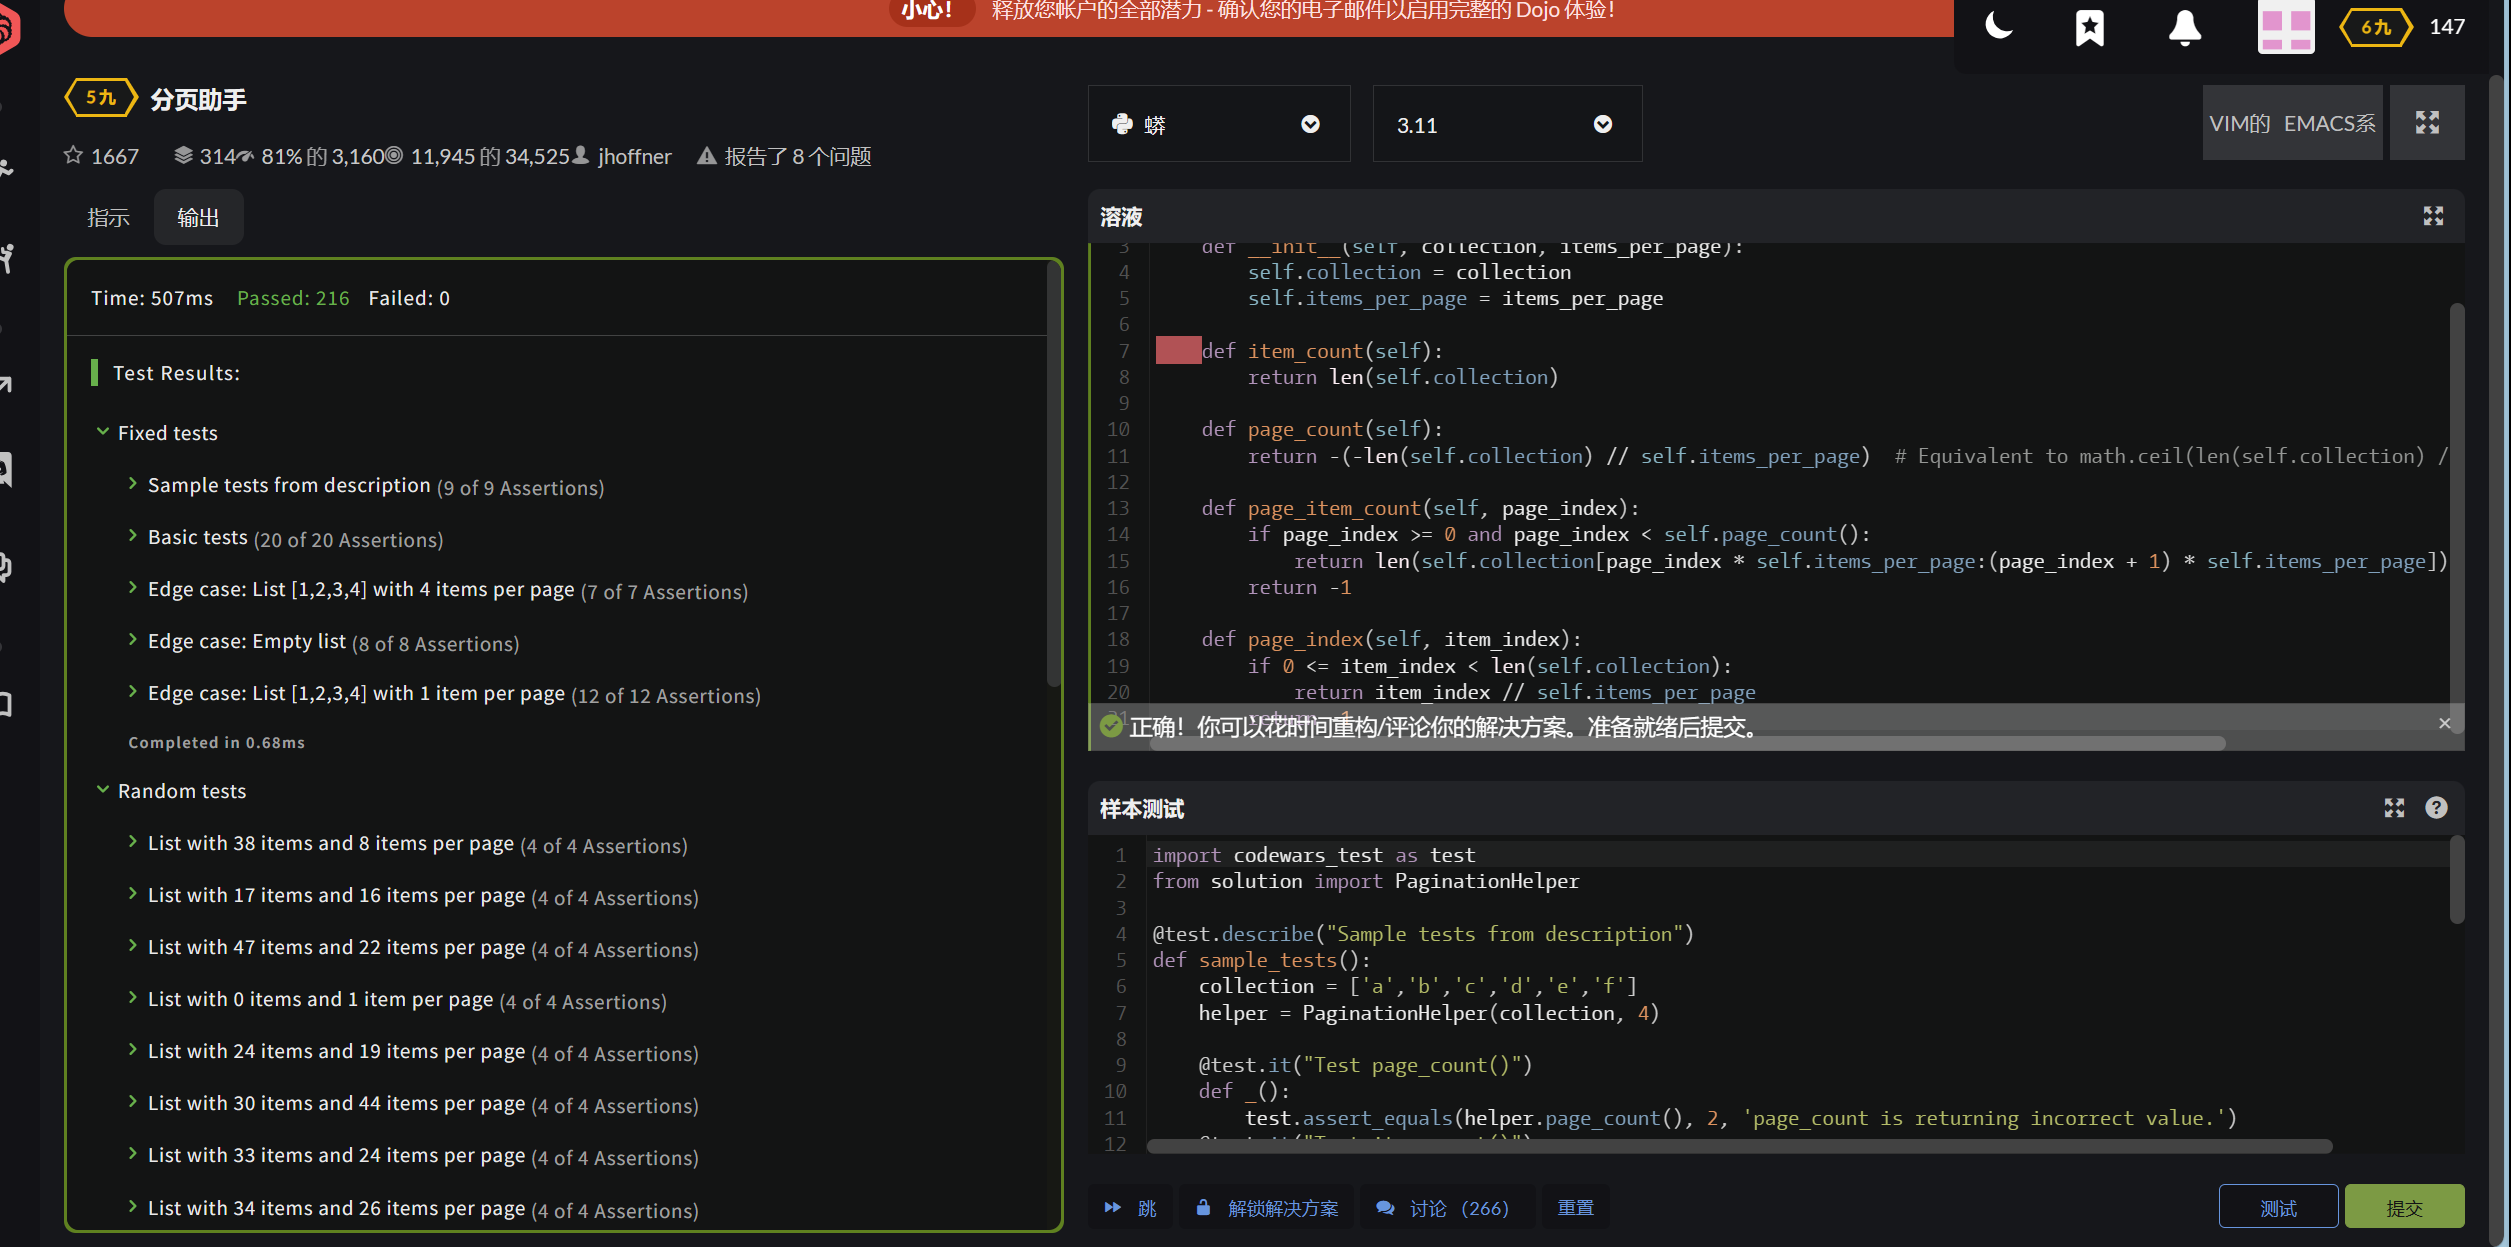 小心！ 释放您帐户的全部潜力 - 确认您的电子邮件以启用完整的 Dojo 体验！
6 九 147
5 九 分页助手
1667 314 81% 的 3,160 11,945 的 34,525 jhoffner 报告了 8 个问题
指示 输出
Time: 507ms Passed: 216 Failed: 0
Test Results:
Fixed tests
Sample tests from description (9 of 9 Assertions)
Basic tests (20 of 20 Assertions)
Edge case: List [1,2,3,4] with 4 items per page (7 of 7 Assertions)
Edge case: Empty list (8 of 8 Assertions)
Edge case: List [1,2,3,4] with 1 item per page (12 of 12 Assertions)
Completed in 0.68ms
Random tests
List with 38 items and 8 items per page (4 of 4 Assertions)
List with 17 items and 16 items per page (4 of 4 Assertions)
List with 47 items and 22 items per page (4 of 4 Assertions)
List with 0 items and 1 item per page (4 of 4 Assertions)
List with 24 items and 19 items per page (4 of 4 Assertions)
List with 30 items and 44 items per page (4 of 4 Assertions)
List with 33 items and 24 items per page (4 of 4 Assertions)
List with 34 items and 26 items per page (4 of 4 Assertions)
蟒 3.11 VIM的 EMACS系
溶液
3 def __init__(self, collection, items_per_page):
4 self.collection = collection
5 self.items_per_page = items_per_page
6
7 def item_count(self):
8 return len(self.collection)
9
10 def page_count(self):
11 return -(-len(self.collection) // self.items_per_page) # Equivalent to math.ceil(len(self.collection) /
12
13 def page_item_count(self, page_index):
14 if page_index >= 0 and page_index < self.page_count():
15 return len(self.collection[page_index * self.items_per_page:(page_index + 1) * self.items_per_page])
16 return -1
17
18 def page_index(self, item_index):
19 if 0 <= item_index < len(self.collection):
20 return item_index // self.items_per_page
21 return -1
正确！你可以花时间重构/评论你的解决方案。准备就绪后提交。 ×
样本测试
1 import codewars_test as test
2 from solution import PaginationHelper
3
4 @test.describe("Sample tests from description")
5 def sample_tests():
6 collection = ['a','b','c','d','e','f']
7 helper = PaginationHelper(collection, 4)
8
9 @test.it("Test page_count()")
10 def _():
11 test.assert_equals(helper.page_count(), 2, 'page_count is returning incorrect value.')
12
跳 解锁解决方案 讨论 （266） 重置 测试 提交